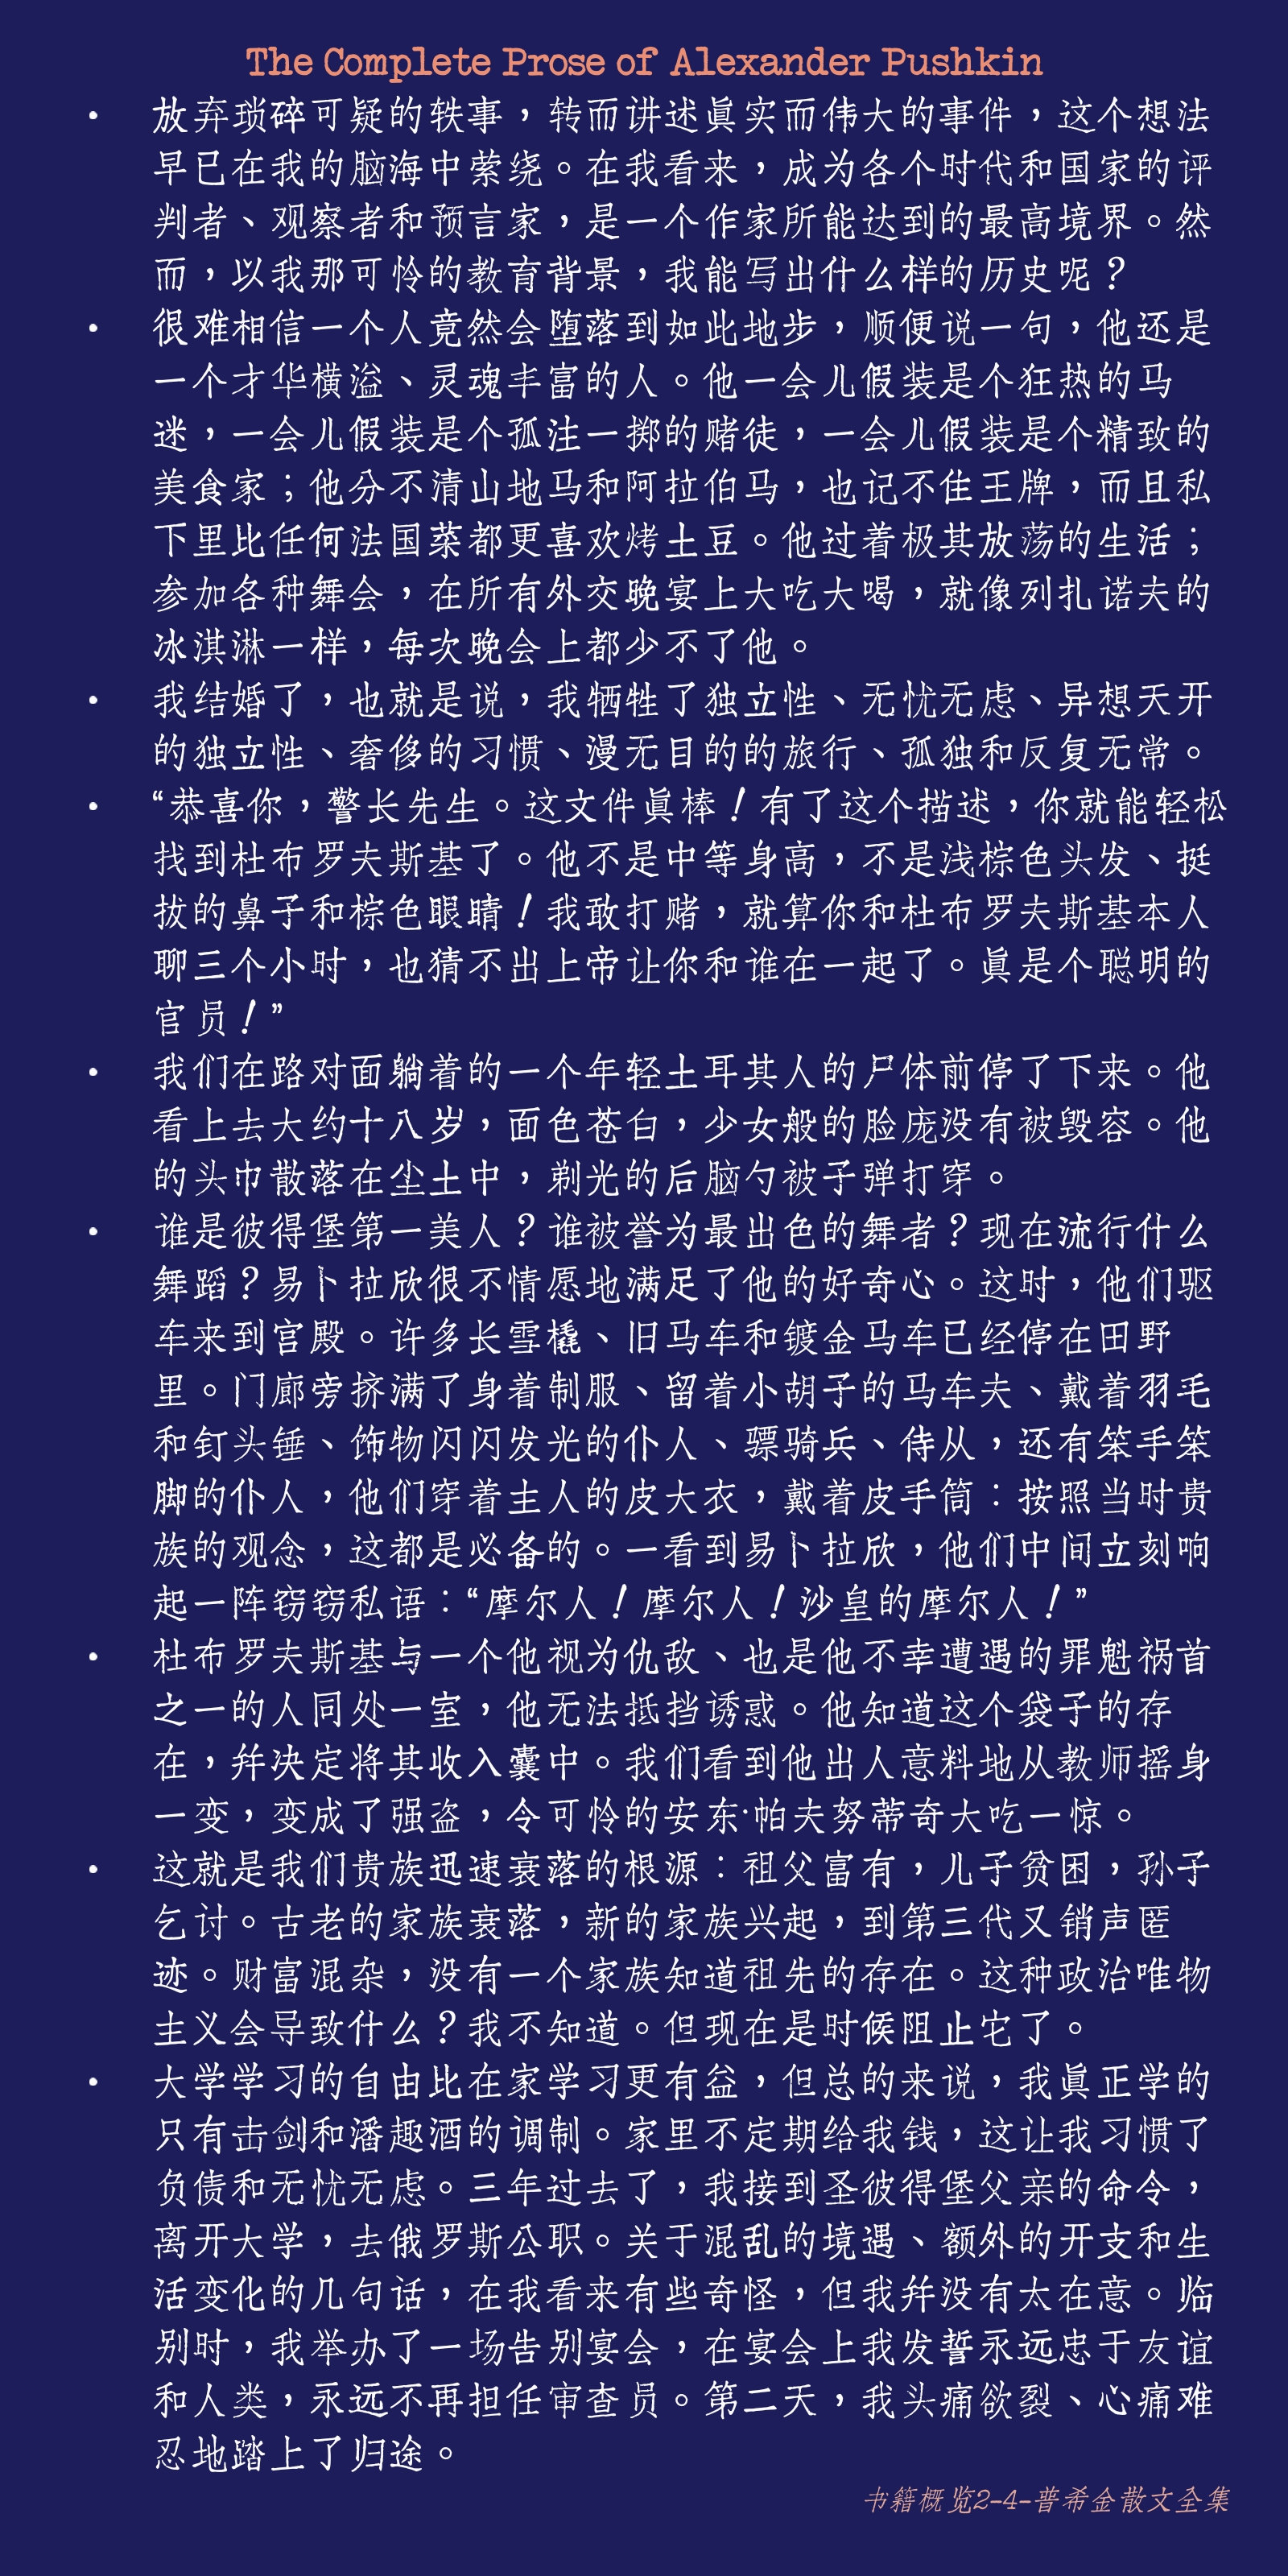 The Complete Prose of Alexander Pushkin
• 放弃琐碎可疑的轶事，转而讲述眞实而伟大的事件，这个想法
早已在我的脑海中萦绕。在我看来，成为各个时代和国家的评
判者、观察者和预言家，是一个作家所能达到的最高境界。然
而，以我那可怜的教育背景，我能写出什么样的历史呢？
• 很难相信一个人竟然会堕落到如此地步，顺便说一句，他还是
一个才华横溢、灵魂丰富的人。他一会儿假装是个狂热的马
迷，一会儿假装是个孤注一掷的赌徒，一会儿假装是个精致的
美食家；他分不清山地马和阿拉伯马，也记不住王牌，而且私
下里比任何法国菜都更喜欢烤土豆。他过着极其放荡的生活；
参加各种舞会，在所有外交晚宴上大吃大喝，就像列扎诺夫的
冰淇淋一样，每次晚会上都少不了他。
• 我结婚了，也就是说，我牺牲了独立性、无忧无虑、异想天开
的独立性、奢侈的习惯、漫无目的的旅行、孤独和反复无常。
• “恭喜你，警长先生。这文件眞棒！有了这个描述，你就能轻松
找到杜布罗夫斯基了。他不是中等身高，不是浅棕色头发、挺
拔的鼻子和棕色眼睛！我敢打赌，就算你和杜布罗夫斯基本人
聊三个小时，也猜不出上帝让你和谁在一起了。眞是个聪明的
官员！”
• 我们在路对面躺着的一个年轻土耳其人的尸体前停了下来。他
看上去大约十八岁，面色苍白，少女般的脸庞没有被毁容。他
的头巾散落在尘土中，剃光的后脑勺被子弹打穿。
• 谁是彼得堡第一美人？谁被誉为最出色的舞者？现在流行什么
舞蹈？易卜拉欣很不情愿地满足了他的好奇心。这时，他们驱
车来到宫殿。许多长雪橇、旧马车和镀金马车已经停在田野
里。门廊旁挤满了身着制服、留着小胡子的马车夫、戴着羽毛
和钉头锤、饰物闪闪发光的仆人、骠骑兵、侍从，还有笨手笨
脚的仆人，他们穿着主人的皮大衣，戴着皮手筒：按照当时贵
族的观念，这都是必备的。一看到易卜拉欣，他们中间立刻响
起一阵窃窃私语：“摩尔人！摩尔人！沙皇的摩尔人！”
• 杜布罗夫斯基与一个他视为仇敌、也是他不幸遭遇的罪魁祸首
之一的人同处一室，他无法抵挡诱惑。他知道这个袋子的存
在，幷决定将其收入囊中。我们看到他出人意料地从教师摇身
一变，变成了强盗，令可怜的安东·帕夫努蒂奇大吃一惊。
• 这就是我们贵族迅速衰落的根源：祖父富有，儿子贫困，孙子
乞讨。古老的家族衰落，新的家族兴起，到第三代又销声匿
迹。财富混杂，没有一个家族知道祖先的存在。这种政治唯物
主义会导致什么？我不知道。但现在是时候阻止它了。
• 大学学习的自由比在家学习更有益，但总的来说，我眞正学的
只有击剑和潘趣酒的调制。家里不定期给我钱，这让我习惯了
负债和无忧无虑。三年过去了，我接到圣彼得堡父亲的命令，
离开大学，去俄罗斯公职。关于混乱的境遇、额外的开支和生
活变化的几句话，在我看来有些奇怪，但我幷没有太在意。临
别时，我举办了一场告别宴会，在宴会上我发誓永远忠于友谊
和人类，永远不再担任审查员。第二天，我头痛欲裂、心痛难
忍地踏上了归途。
书籍概览2-4-普希金散文全集